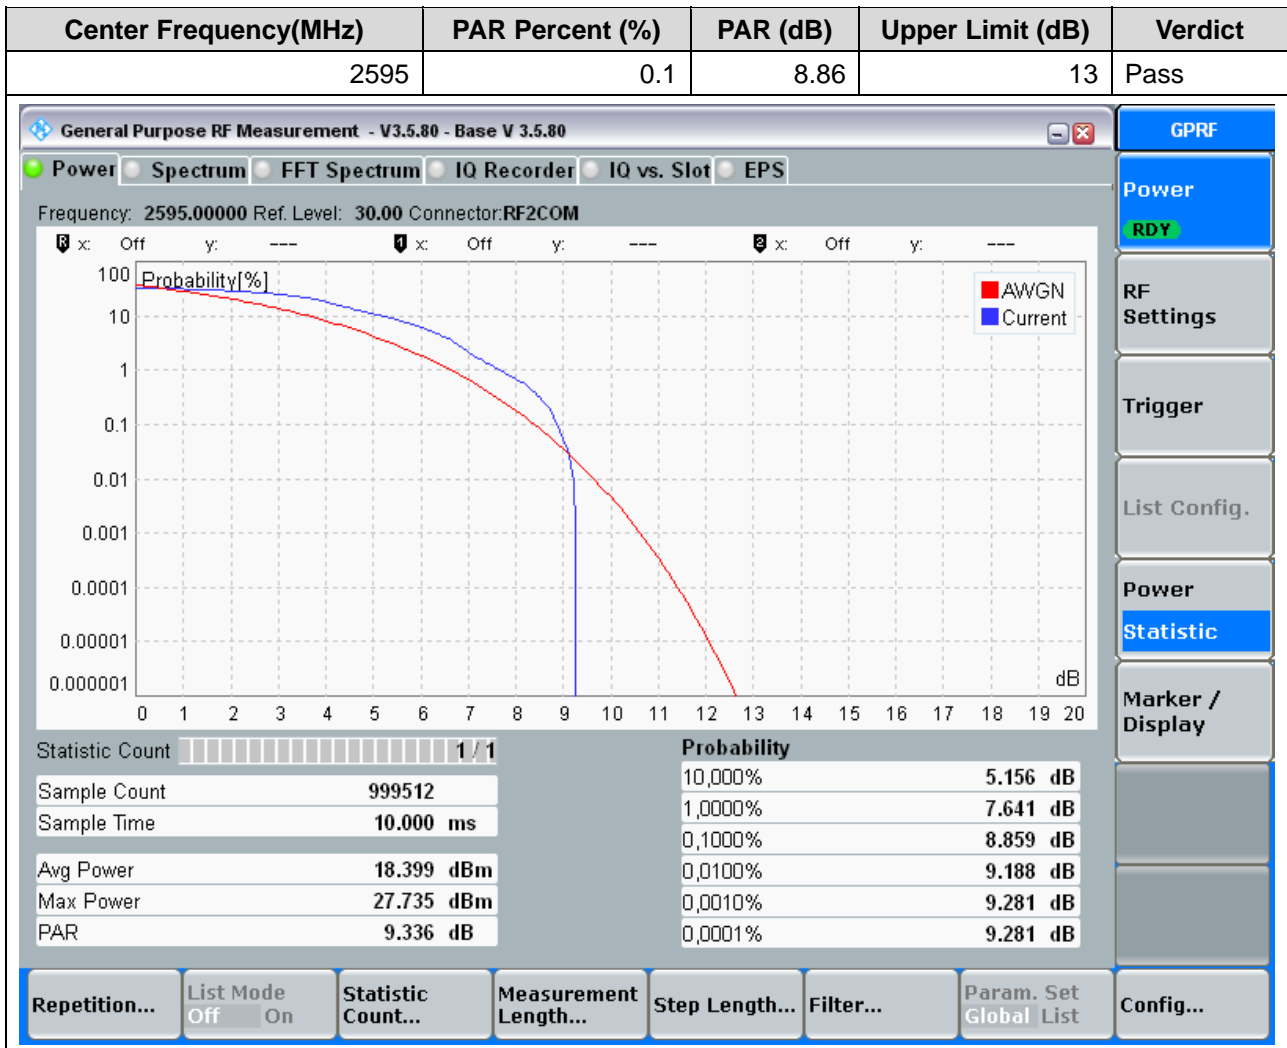 Center Frequency(MHz) PAR Percent (%) PAR (dB) Upper Limit (dB) Verdict
2595 0.1 8.86 13 Pass
General Purpose RF Measurement - V3.5.80 - Base V 3.5.80
GPRF
Power Spectrum FFT Spectrum IQ Recorder IQ vs. Slot EPS
Power
RDY
Frequency: 2595.00000 Ref. Level: 30.00 Connector:RF2COM
R x: Off y: --- 1 x: Off y: --- 2 x: Off y: ---
Probability[%]
AWGN
Current
100
10
1
0.1
0.01
0.001
0.0001
0.00001
0.000001
dB
0 1 2 3 4 5 6 7 8 9 10 11 12 13 14 15 16 17 18 19 20
RF
Settings
Trigger
List Config.
Power
Statistic
Marker /
Display
Statistic Count 1 / 1
Sample Count 999512
Sample Time 10.000 ms
Avg Power 18.399 dBm
Max Power 27.735 dBm
PAR 9.336 dB
Probability
10,000% 5.156 dB
1,0000% 7.641 dB
0,1000% 8.859 dB
0,0100% 9.188 dB
0,0010% 9.281 dB
0,0001% 9.281 dB
Repetition...
List Mode
Off On
Statistic
Count...
Measurement
Length...
Step Length...
Filter...
Param. Set
Global List
Config...